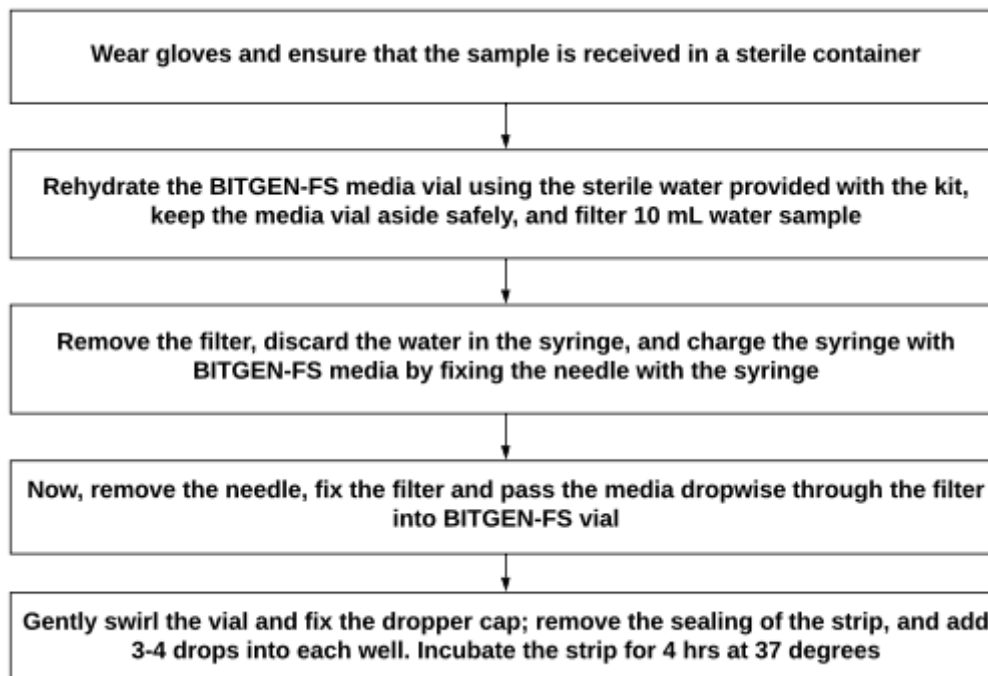 Wear gloves and ensure that the sample is received in a sterile container
Rehydrate the BITGEN-FS media vial using the sterile water provided with the kit,
keep the media vial aside safely, and filter 10 mL water sample
Remove the filter, discard the water in the syringe, and charge the syringe with
BITGEN-FS media by fixing the needle with the syringe
Now, remove the needle, fix the filter and pass the media dropwise through the filter
into BITGEN-FS vial
Gently swirl the vial and fix the dropper cap; remove the sealing of the strip, and add
3-4 drops into each well. Incubate the strip for 4 hrs at 37 degrees